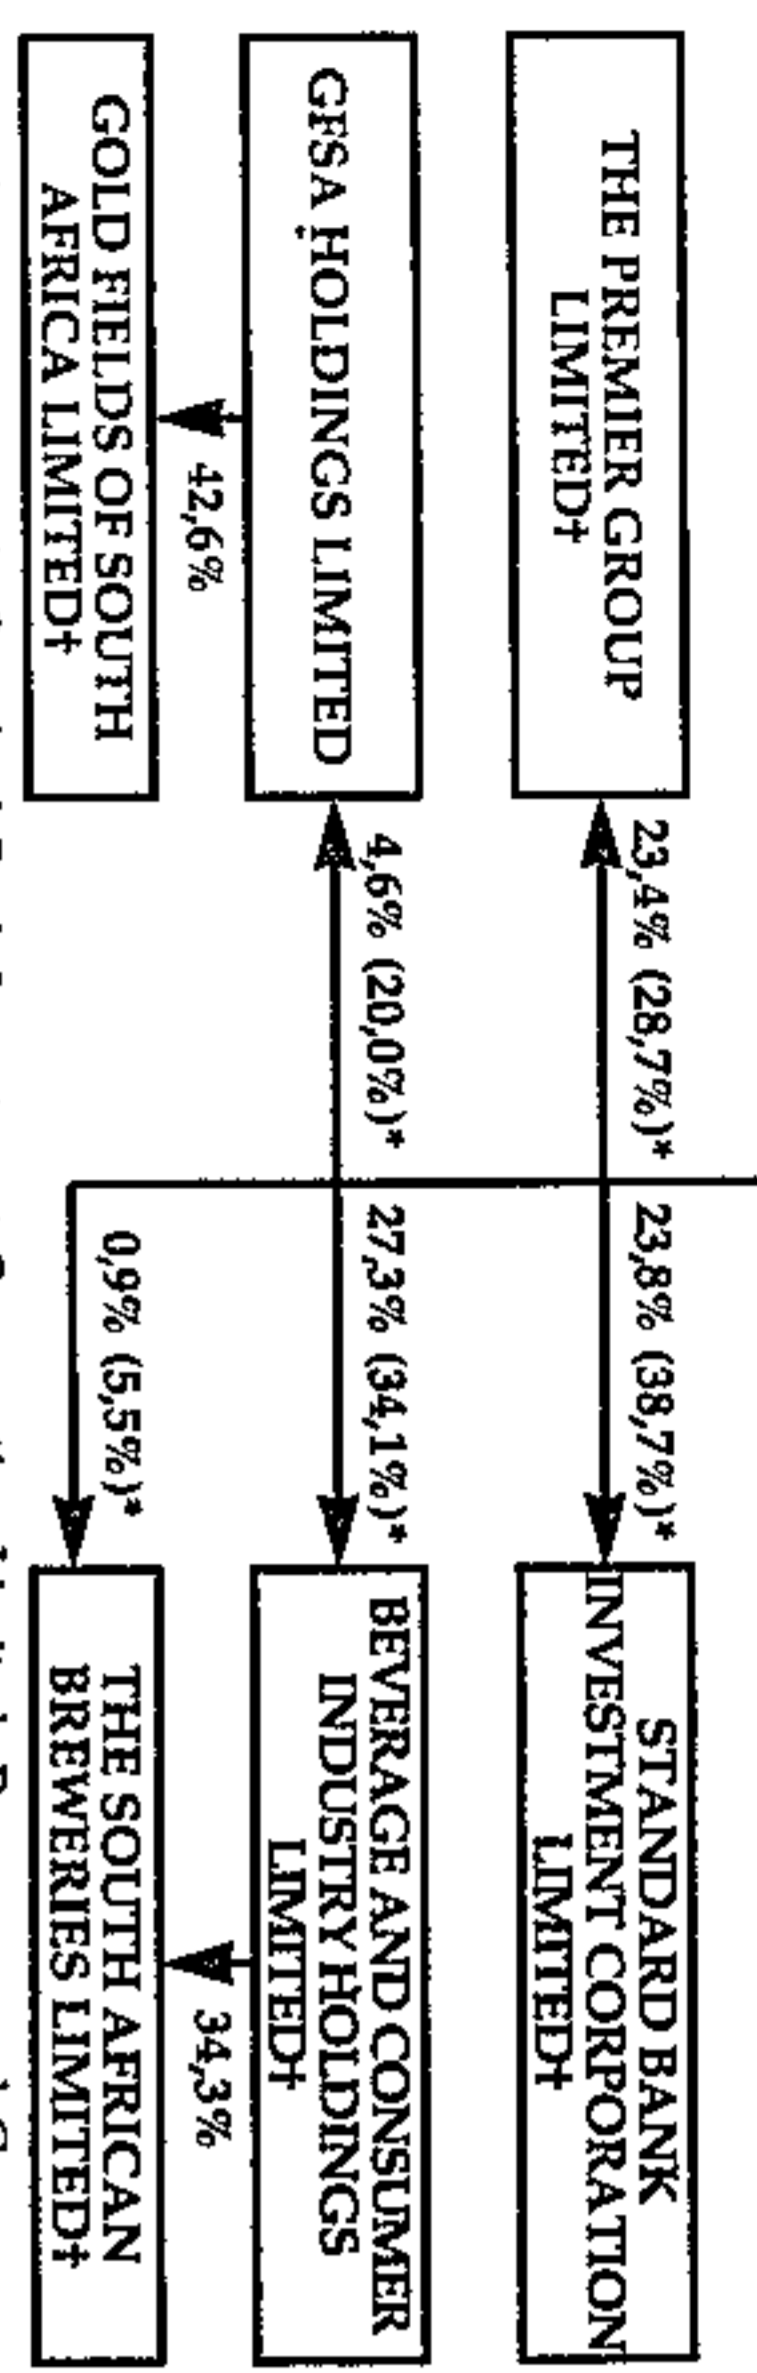 THE PREMIER GROUP
LIMITED†
23,4% (28,7%)*
23,8% (38,7%)*
STANDARD BANK
INVESTMENT CORPORATION
LIMITED†
GFSA HOLDINGS LIMITED
4,6% (20,0%)*
27,3% (34,1%)*
BEVERAGE AND CONSUMER
INDUSTRY HOLDINGS
LIMITED†
42,6%
34,3%
GOLD FIELDS OF SOUTH
AFRICA LIMITED†
0,9% (5,5%)*
THE SOUTH AFRICAN
BREWERIES LIMITED‡